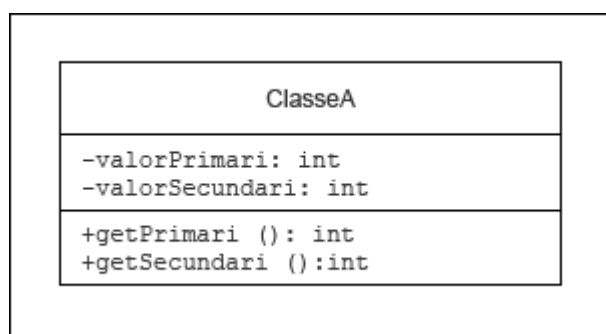 ClasseA
-valorPrimari: int
-valorSecundari: int
+getPrimari (): int
+getSecundari ():int